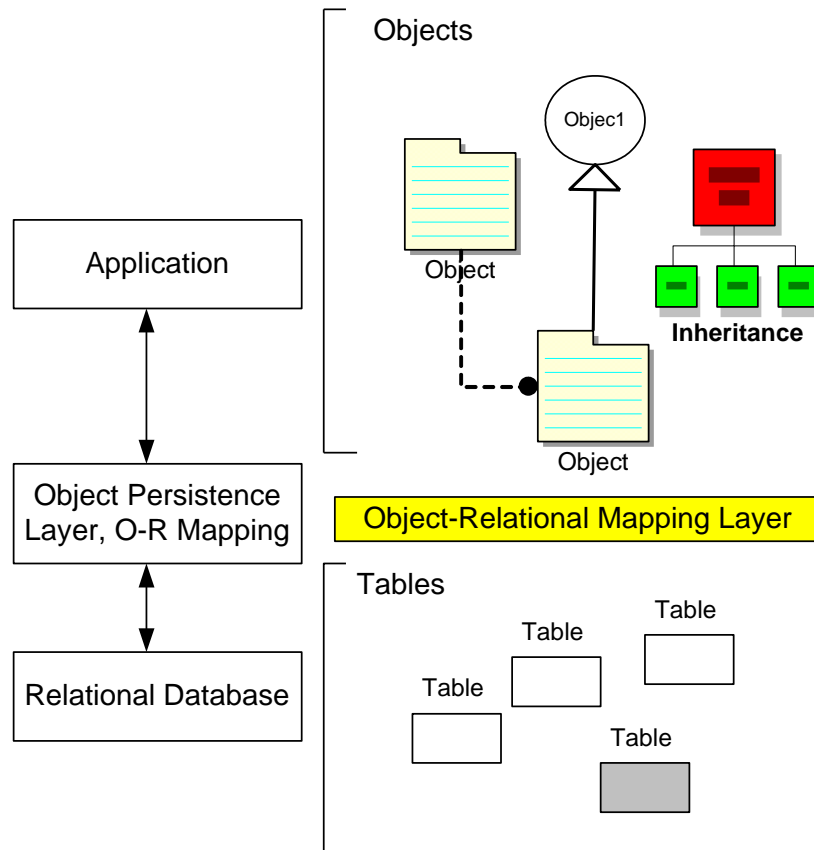 Objects
Objec1
Object
Inheritance
Object
Application
Object Persistence
Layer, O-R Mapping
Relational Database
Object-Relational Mapping Layer
Tables
Table
Table
Table
Table